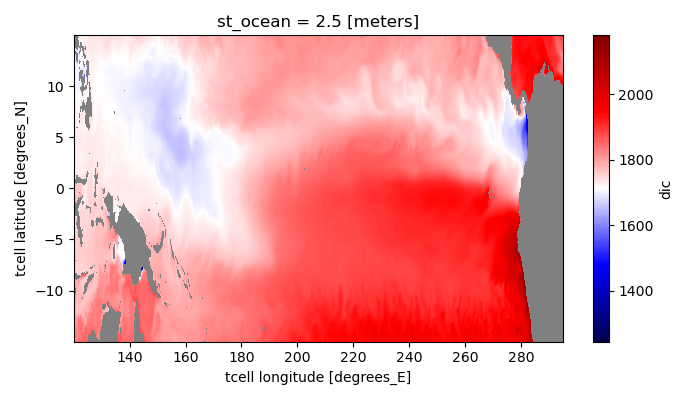 st_ocean = 2.5 [meters]
10
5
0
−5
−10
tcell latitude [degrees_N]
140 160 180 200 220 240 260 280
tcell longitude [degrees_E]
2000
1800
1600
1400
dic